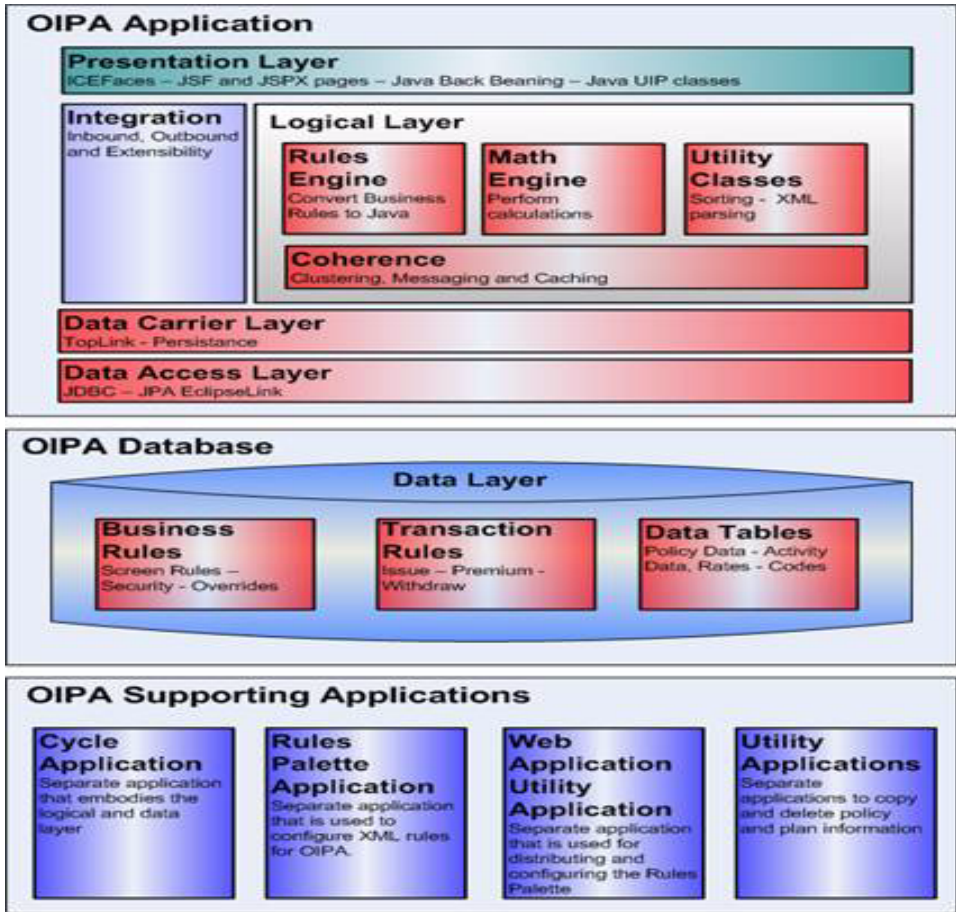 OIPA Application
Presentation Layer
ICEFaces – JSF and JSPX pages – Java Back Beaning – Java UIP classes
Integration
Inbound, Outbound
and Extensibility
Logical Layer
Rules
Engine
Convert Business
Rules to Java
Math
Engine
Perform
calculations
Utility
Classes
Sorting - XML
parsing
Coherence
Clustering, Messaging and Caching
Data Carrier Layer
TopLink - Persistance
Data Access Layer
JDBC – JPA EclipseLink
OIPA Database
Data Layer
Business
Rules
Screen Rules –
Security - Overrides
Transaction
Rules
Issue – Premium -
Withdraw
Data Tables
Policy Data - Activity
Data, Rates - Codes
OIPA Supporting Applications
Cycle
Application
Separate application
that embodies the
logical and data
layer
Rules
Palette
Application
Separate application
that is used to
configure XML rules
for OIPA.
Web
Application
Utility
Application
Separate application
that is used for
distributing and
configuring the Rules
Palette
Utility
Applications
Separate
applications to copy
and delete policy
and plan information